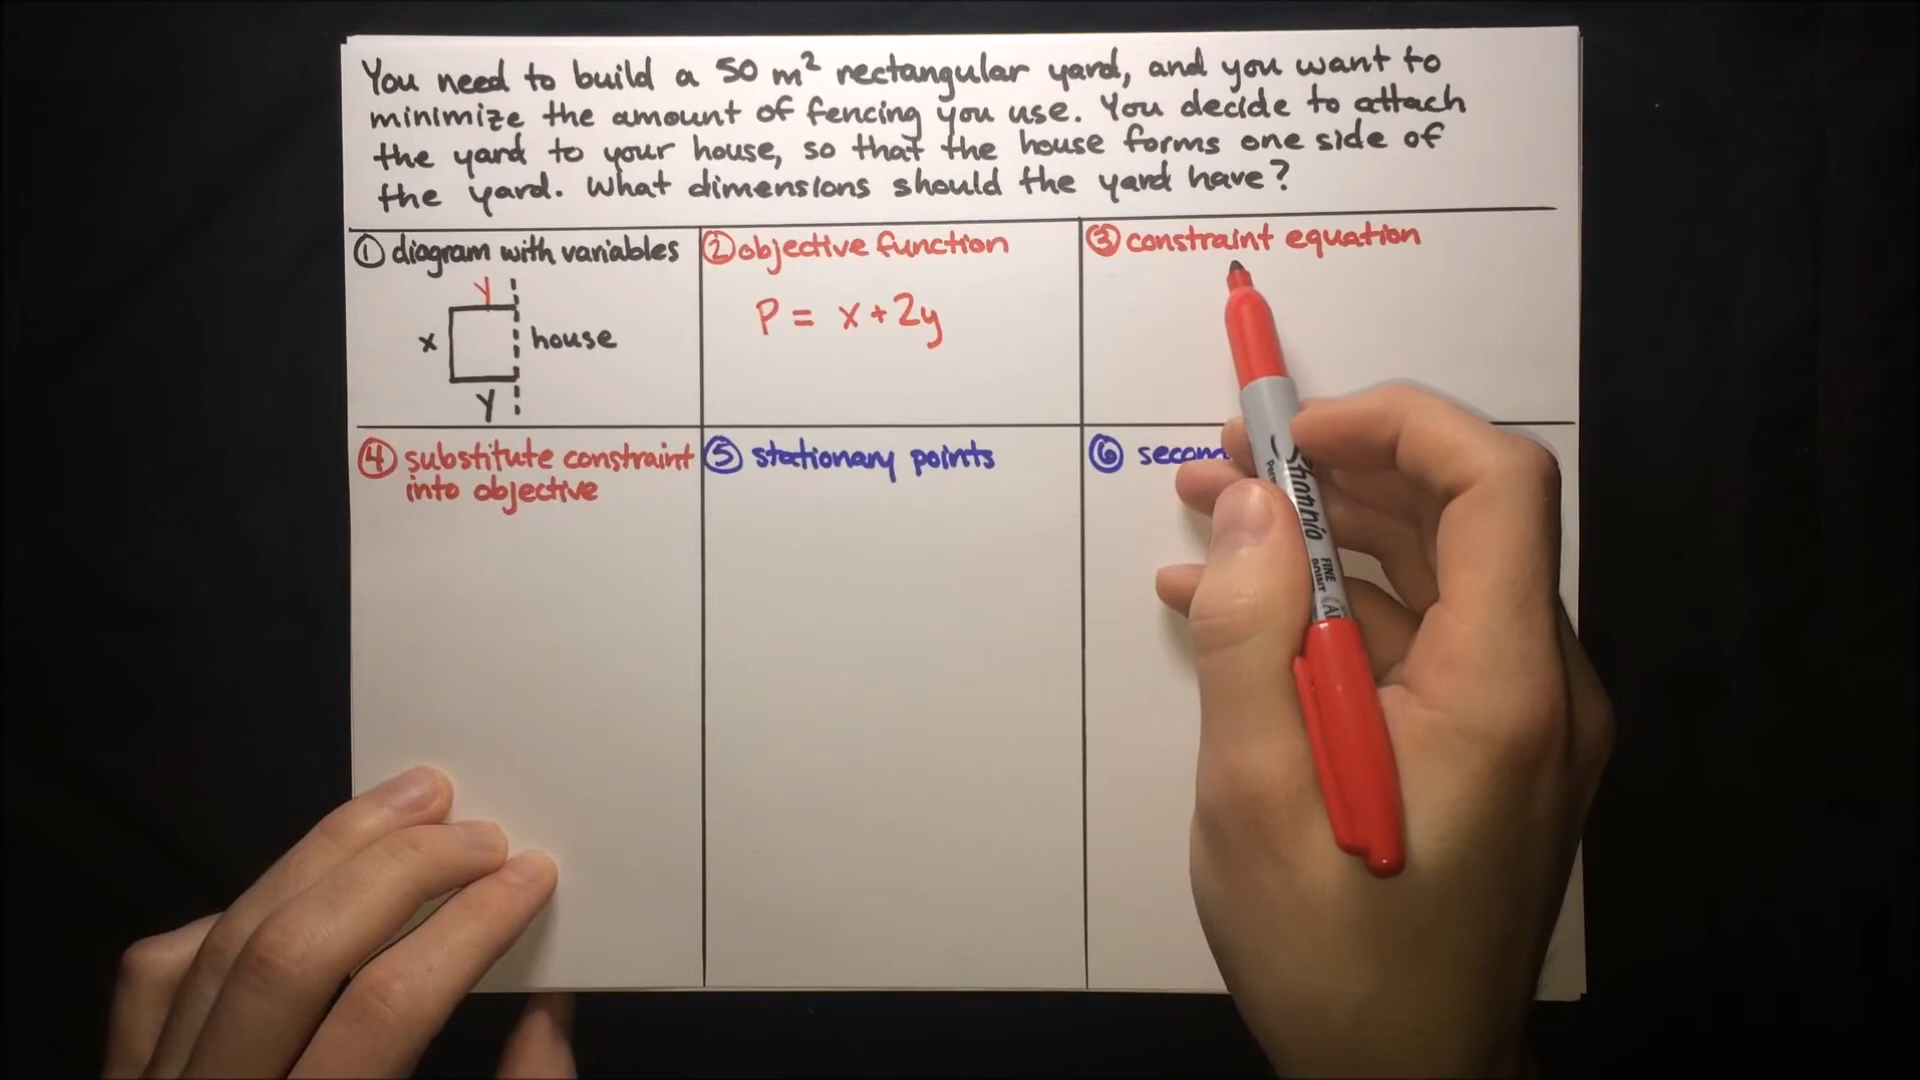 You need to build a 50 m² rectangular yard, and you want to
minimize the amount of fencing you use. You decide to attach
the yard to your house, so that the house forms one side of
the yard. What dimensions should the yard have?
① diagram with variables
y
x
house
y
② objective function
P = x + 2y
③ constraint equation
④ substitute constraint
into objective
⑤ stationary points
⑥
Sharpie
FINE
POINT